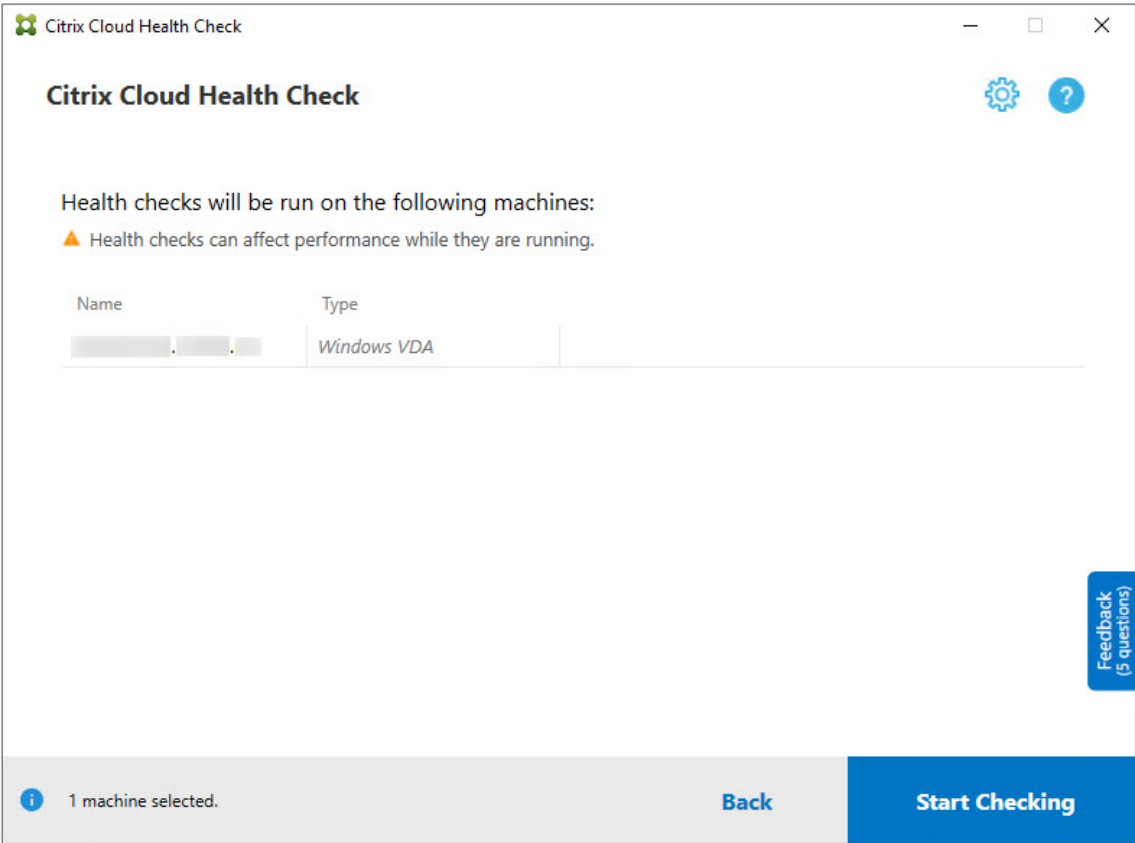 Citrix Cloud Health Check
Citrix Cloud Health Check
?
Health checks will be run on the following machines:
Health checks can affect performance while they are running.
Name Type
Windows VDA
Feedback
(5 questions)
1 machine selected.
Back
Start Checking